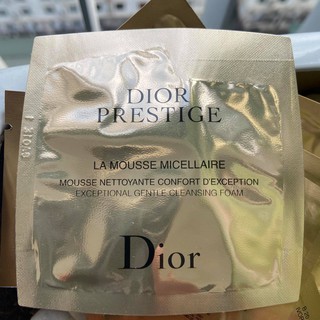 DIOR
PRESTIGE
LA MOUSSE MICELLAIRE
MOUSSE NETTOYANTE CONFORT D'EXCEPTION
EXCEPTIONAL GENTLE CLEANSING FOAM
Dior